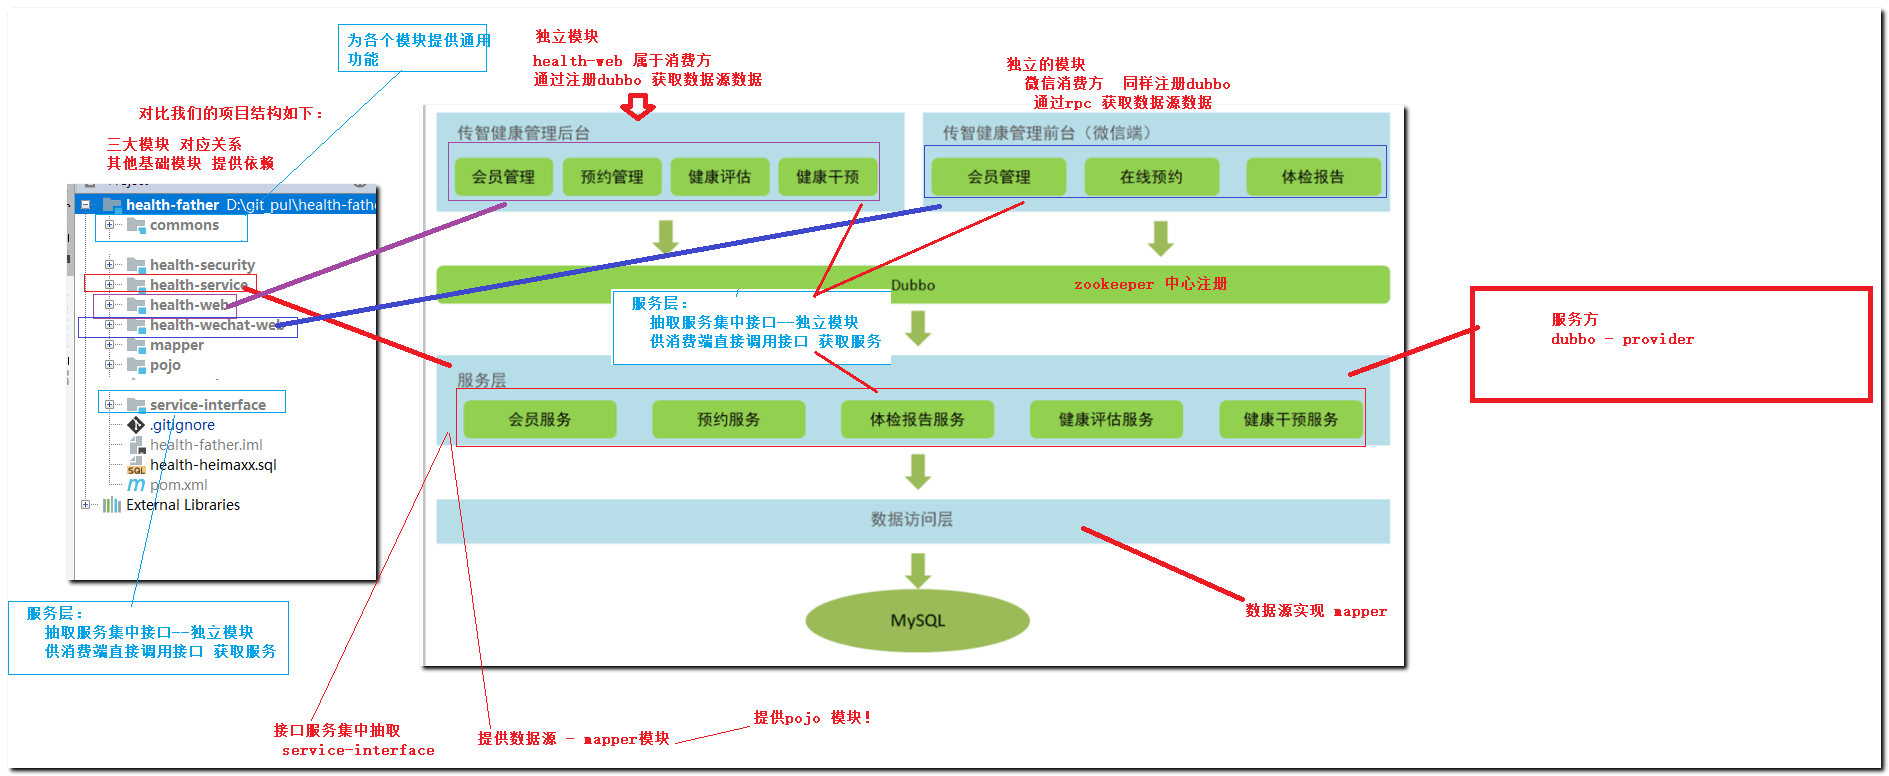 为各个模块提供通用
功能
独立模块
health-web 属于消费方
通过注册dubbo 获取数据源数据
独立的模块
微信消费方 同样注册dubbo
通过rpc 获取数据源数据
对比我们的项目结构如下：
三大模块 对应关系
其他基础模块 提供依赖
health-father D:\git_pul\health-fathe
commons
health-security
health-service
health-web
health-wechat-web
mapper
pojo
service-interface
.gitignore
health-father.iml
health-heimaxx.sql
pom.xml
External Libraries
传智健康管理后台
会员管理 预约管理 健康评估 健康干预
传智健康管理前台（微信端）
会员管理 在线预约 体检报告
Dubbo
zookeeper 中心注册
服务层：
抽取服务集中接口--独立模块
供消费端直接调用接口 获取服务
服务方
dubbo - provider
服务层
会员服务 预约服务 体检报告服务 健康评估服务 健康干预服务
数据访问层
MySQL
数据源实现 mapper
服务层：
抽取服务集中接口--独立模块
供消费端直接调用接口 获取服务
接口服务集中抽取
service-interface
提供数据源 - mapper模块
提供pojo 模块！